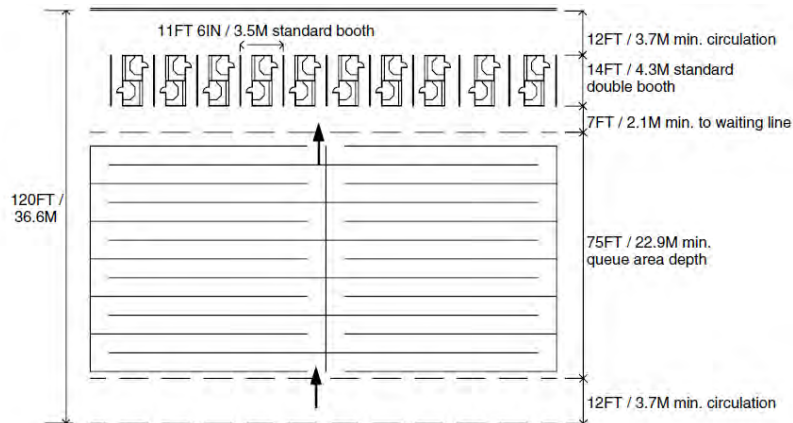 11FT 6IN / 3.5M standard booth
12FT / 3.7M min. circulation
14FT / 4.3M standard
double booth
7FT / 2.1M min. to waiting line
120FT /
36.6M
75FT / 22.9M min.
queue area depth
12FT / 3.7M min. circulation